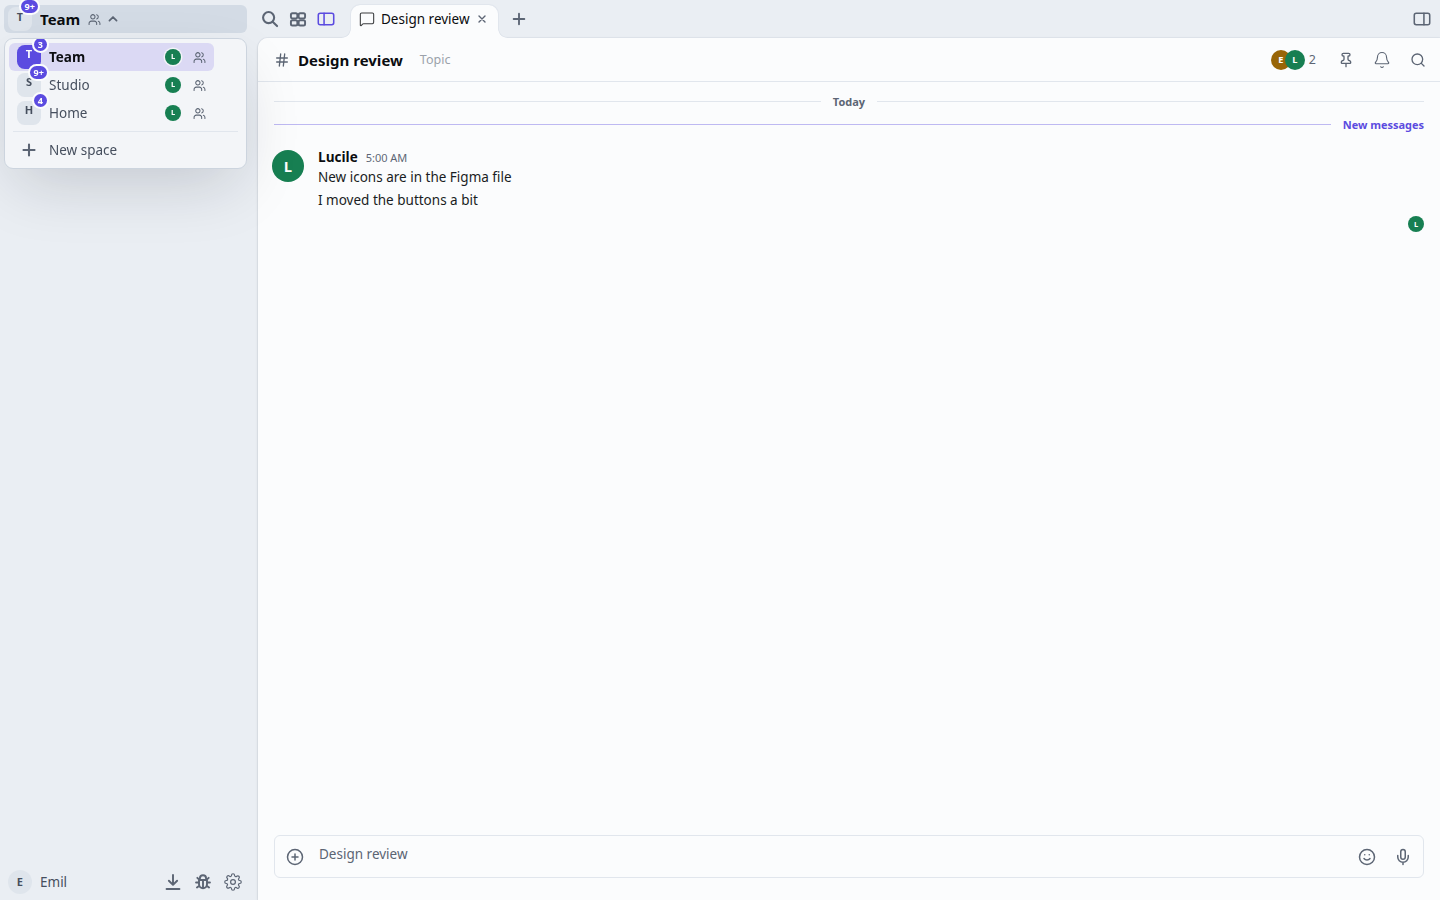 9+
T Team
Design review
3
T Team L
9+
S Studio L
4
H Home L
New space
Design review Topic
E L 2
Today
New messages
L
Lucile 5:00 AM
New icons are in the Figma file
I moved the buttons a bit
L
Design review
E Emil